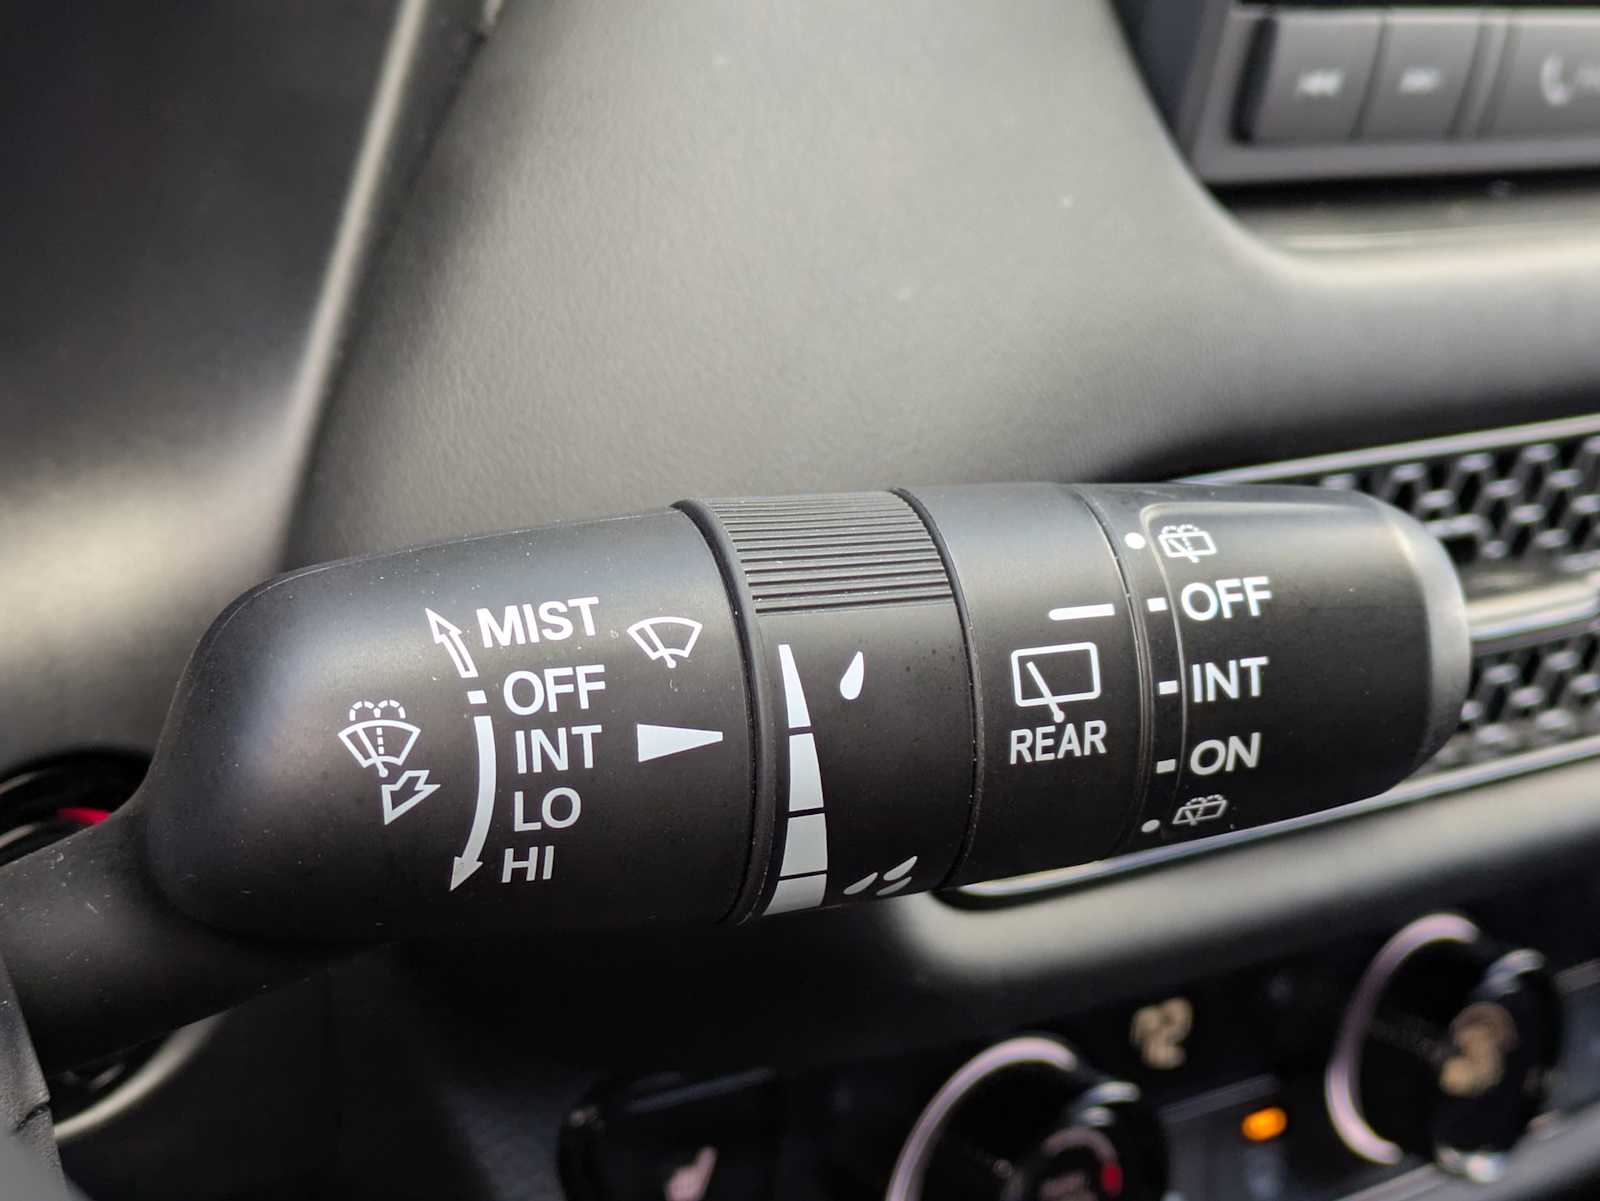 MIST
OFF
INT
LO
HI
REAR
OFF
INT
ON